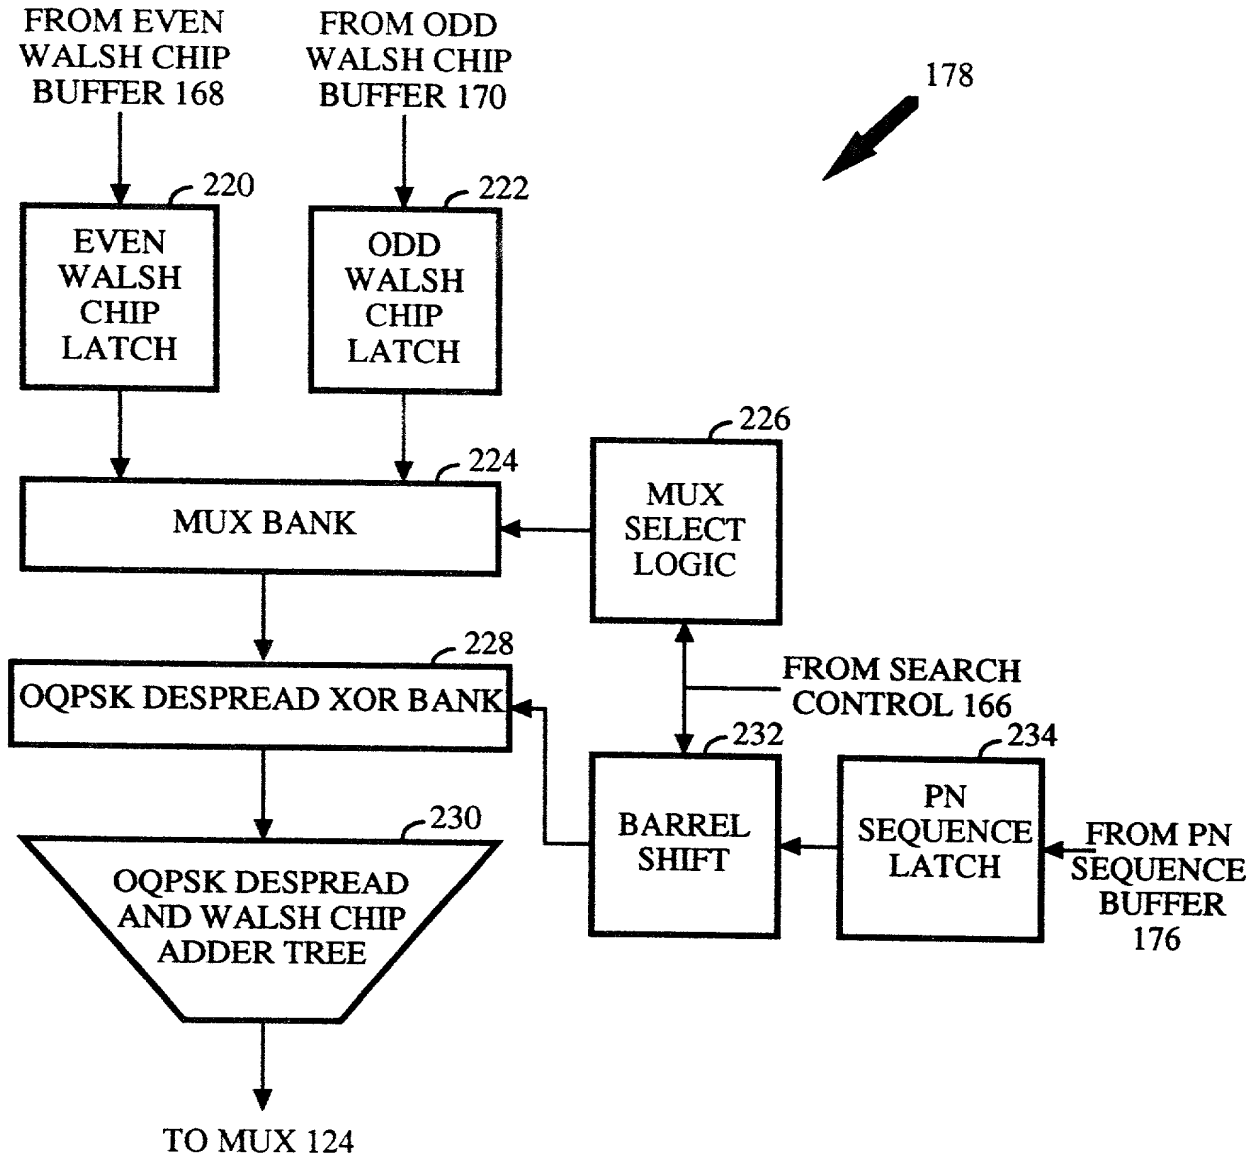 FROM EVEN
WALSH CHIP
BUFFER 168
FROM ODD
WALSH CHIP
BUFFER 170
178
220
222
EVEN
WALSH
CHIP
LATCH
ODD
WALSH
CHIP
LATCH
226
224
MUX BANK
MUX
SELECT
LOGIC
228
OQPSK DESPREAD XOR BANK
FROM SEARCH
CONTROL 166
232
234
230
BARREL
SHIFT
PN
SEQUENCE
LATCH
FROM PN
SEQUENCE
BUFFER
176
OQPSK DESPREAD
AND WALSH CHIP
ADDER TREE
TO MUX 124